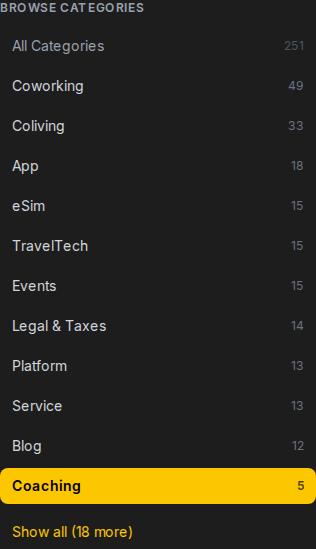 BROWSE CATEGORIES
All Categories 251
Coworking 49
Coliving 33
App 18
eSim 15
TravelTech 15
Events 15
Legal & Taxes 14
Platform 13
Service 13
Blog 12
Coaching 5
Show all (18 more)